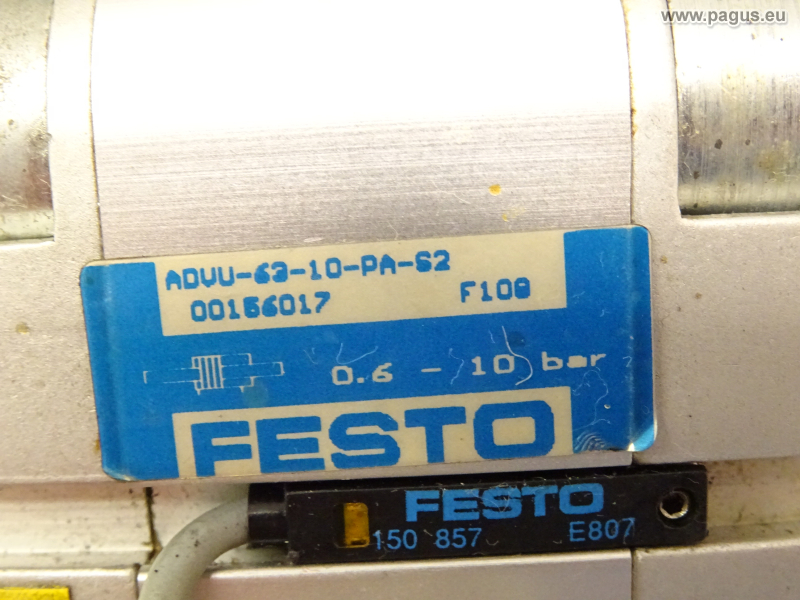 www.pagus.eu
ADVU-63-10-PA-S2
00156017 F108
0.6 - 10 bar
FESTO
FESTO
150 857 E807